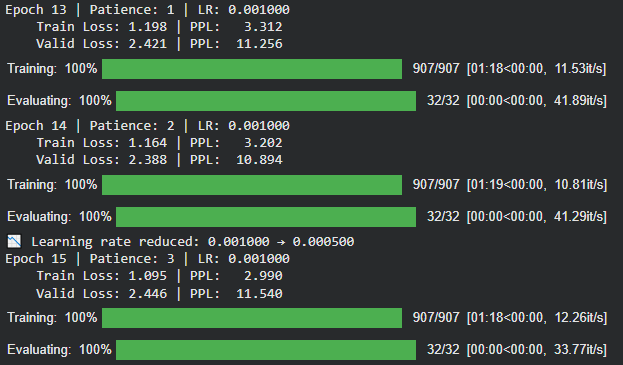 Epoch 13 | Patience: 1 | LR: 0.001000
Train Loss: 1.198 | PPL: 3.312
Valid Loss: 2.421 | PPL: 11.256
Training: 100% 907/907 [01:18<00:00, 11.53it/s]
Evaluating: 100% 32/32 [00:00<00:00, 41.89it/s]
Epoch 14 | Patience: 2 | LR: 0.001000
Train Loss: 1.164 | PPL: 3.202
Valid Loss: 2.388 | PPL: 10.894
Training: 100% 907/907 [01:19<00:00, 10.81it/s]
Evaluating: 100% 32/32 [00:00<00:00, 41.29it/s]
📉 Learning rate reduced: 0.001000 → 0.000500
Epoch 15 | Patience: 3 | LR: 0.001000
Train Loss: 1.095 | PPL: 2.990
Valid Loss: 2.446 | PPL: 11.540
Training: 100% 907/907 [01:18<00:00, 12.26it/s]
Evaluating: 100% 32/32 [00:00<00:00, 33.77it/s]